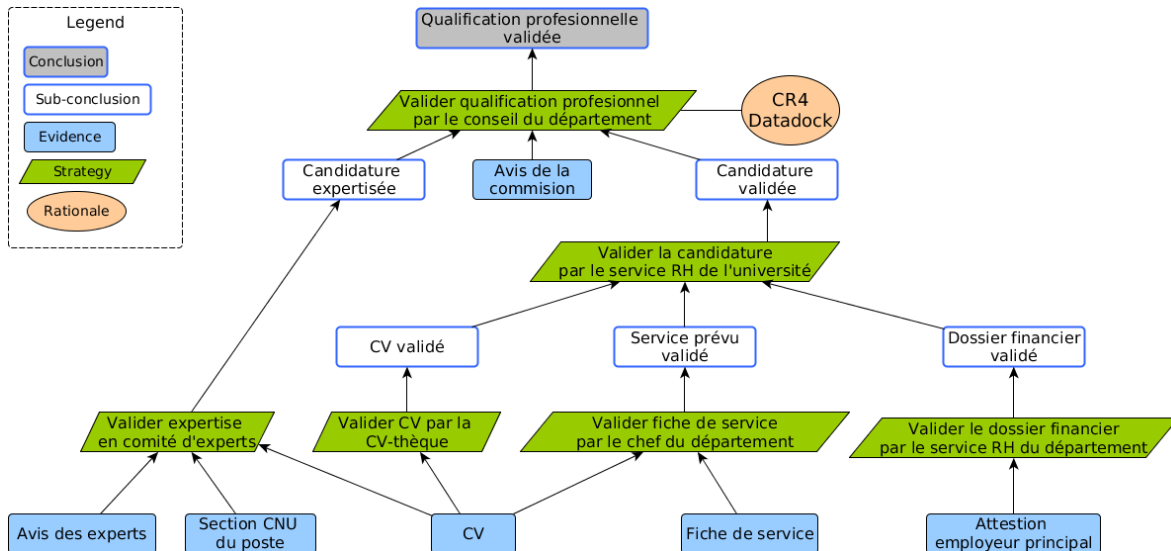 Legend
Conclusion
Sub-conclusion
Evidence
Strategy
Rationale
Qualification profesionnelle
validée
Valider qualification profesionnel
par le conseil du département
CR4
Datadock
Candidature
expertisée
Avis de la
commision
Candidature
validée
Valider la candidature
par le service RH de l'université
CV validé
Service prévu
validé
Dossier financier
validé
Valider expertise
en comité d'experts
Valider CV par la
CV-thèque
Valider fiche de service
par le chef du département
Valider le dossier financier
par le service RH du département
Avis des experts
Section CNU
du poste
CV
Fiche de service
Attestion
employeur principal